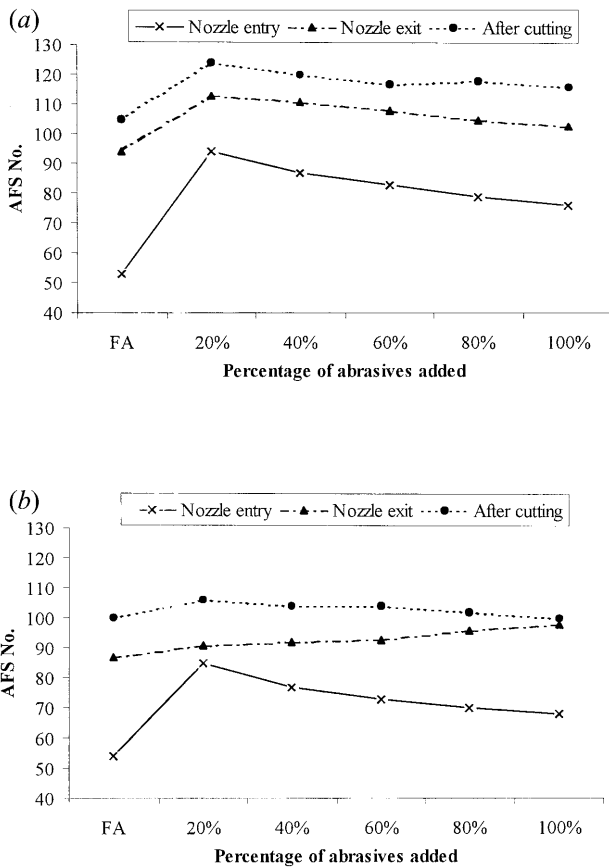 (a)
Nozzle entry Nozzle exit After cutting
130
120
110
100
90
80
70
60
50
40
AFS No.
FA 20% 40% 60% 80% 100%
Percentage of abrasives added
(b)
Nozzle entry Nozzle exit After cutting
130
120
110
100
90
80
70
60
50
40
AFS No.
FA 20% 40% 60% 80% 100%
Percentage of abrasives added